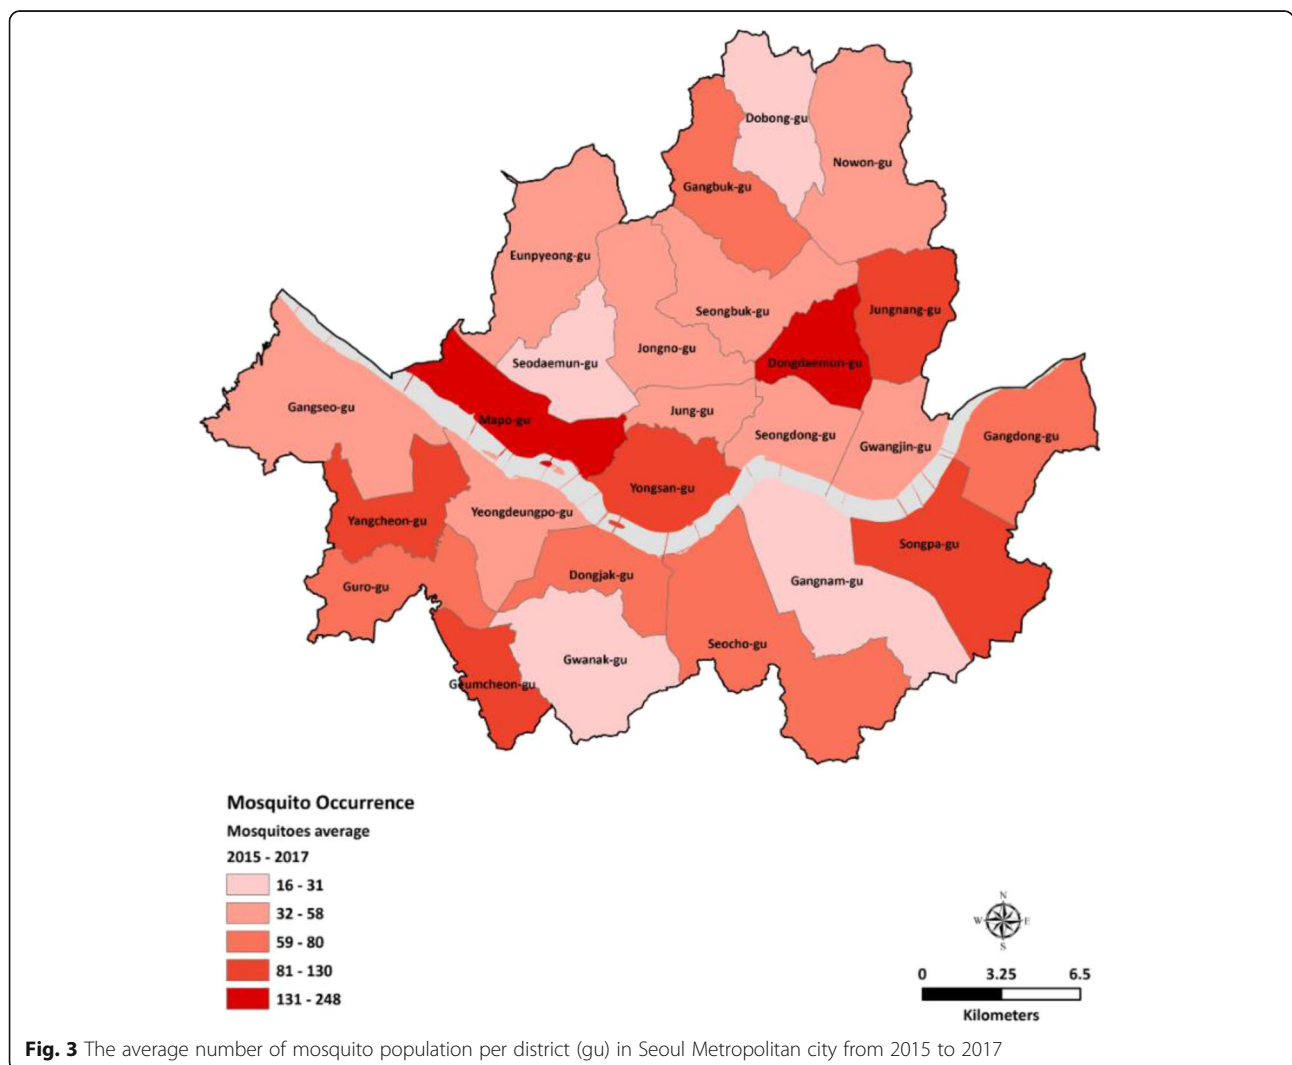 Dobong-gu
Nowon-gu
Gangbuk-gu
Eunpyeong-gu
Seongbuk-gu
Jungnang-gu
Jongno-gu
Seodaemun-gu
Dongdaemun-gu
Gangseo-gu
Mapo-gu
Jung-gu
Seongdong-gu
Gwangjin-gu
Gangdong-gu
Yongsan-gu
Yangcheon-gu
Yeongdeungpo-gu
Songpa-gu
Guro-gu
Dongjak-gu
Gangnam-gu
Seocho-gu
Gwanak-gu
Geumcheon-gu
Mosquito Occurrence
Mosquitoes average
2015 - 2017
16 - 31
32 - 58
59 - 80
81 - 130
131 - 248
N
W E
S
0 3.25 6.5
Kilometers
Fig. 3 The average number of mosquito population per district (gu) in Seoul Metropolitan city from 2015 to 2017